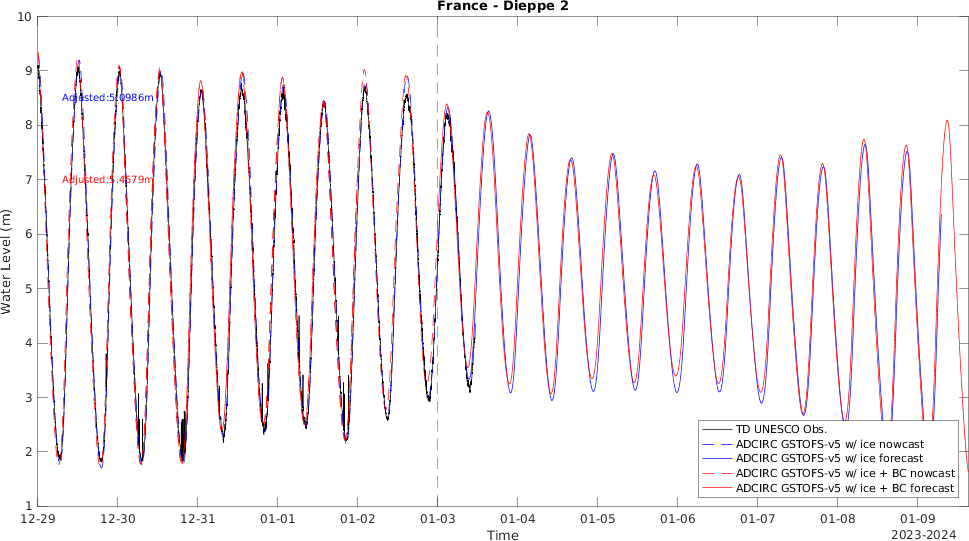 France - Dieppe 2
10
9
8
7
6
5
4
3
2
1
Water Level (m)
Adjusted:5.0986m
Adjusted:5.4579m
TD UNESCO Obs.
ADCIRC GSTOFS-v5 w/ ice nowcast
ADCIRC GSTOFS-v5 w/ ice forecast
ADCIRC GSTOFS-v5 w/ ice + BC nowcast
ADCIRC GSTOFS-v5 w/ ice + BC forecast
12-29 12-30 12-31 01-01 01-02 01-03 01-04 01-05 01-06 01-07 01-08 01-09
Time
2023-2024